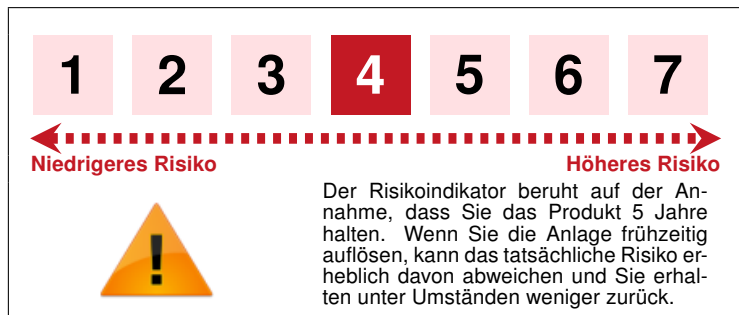 1 2 3 4 5 6 7
Niedrigeres Risiko Höheres Risiko
Der Risikoindikator beruht auf der An-
nahme, dass Sie das Produkt 5 Jahre
halten. Wenn Sie die Anlage frühzeitig
auflösen, kann das tatsächliche Risiko er-
heblich davon abweichen und Sie erhal-
ten unter Umständen weniger zurück.
!